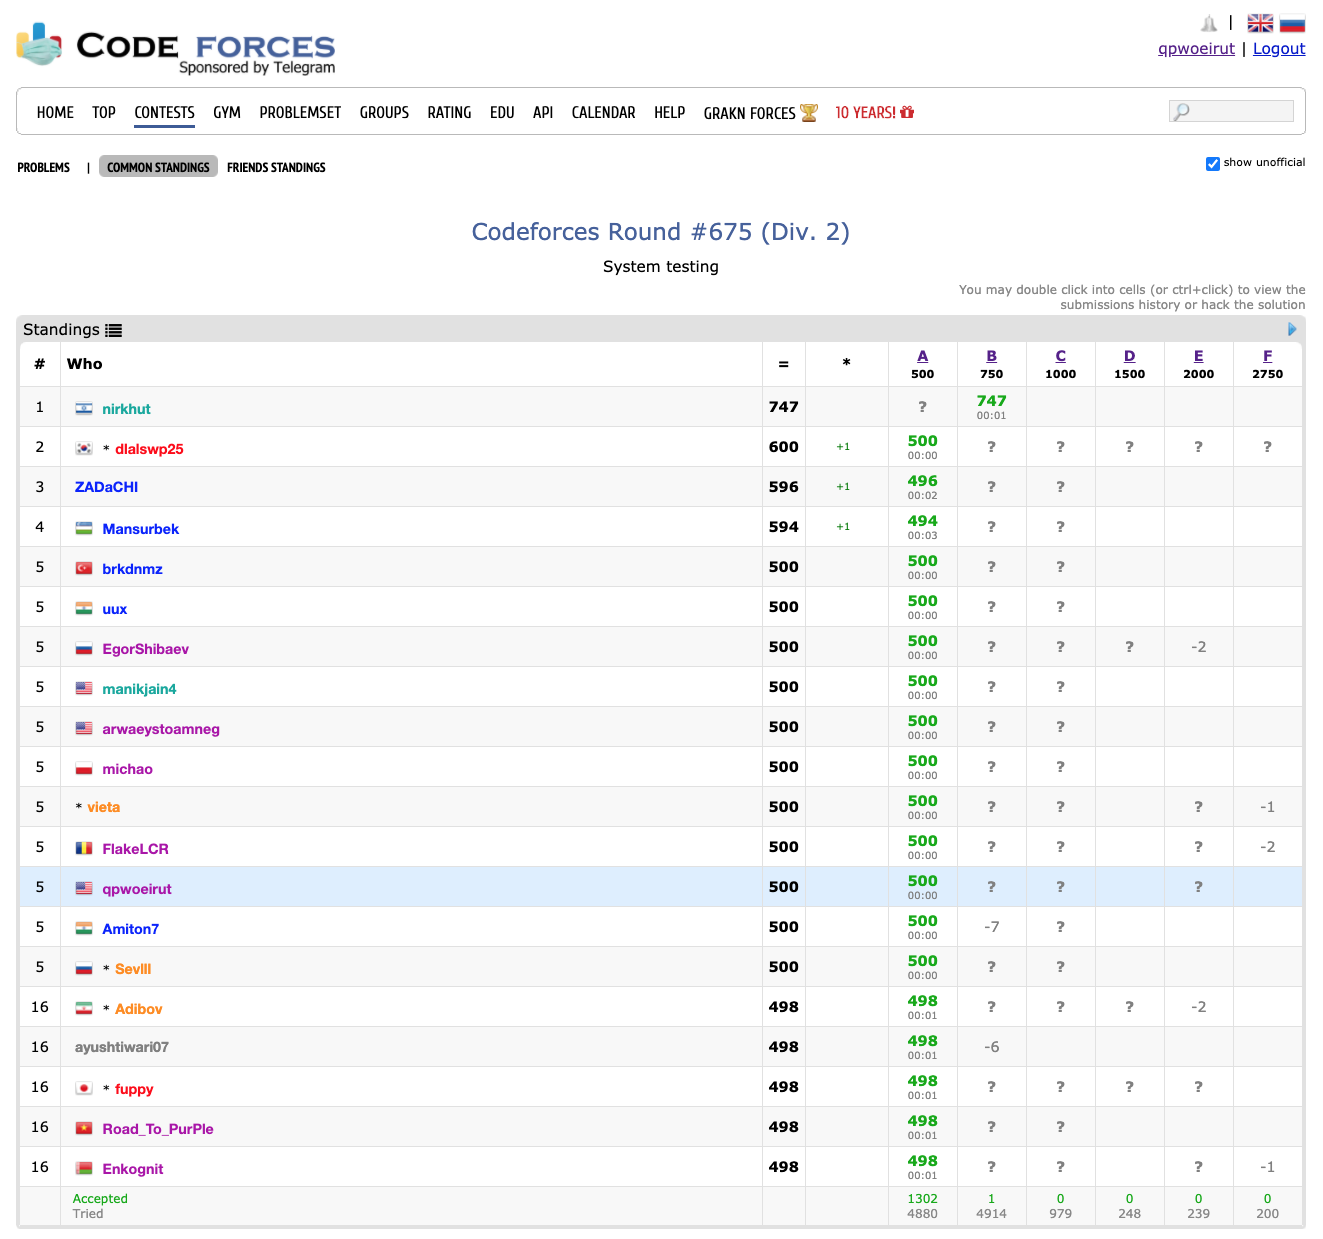 CODE FORCES
Sponsored by Telegram
|
qpwoeirut | Logout
HOME TOP CONTESTS GYM PROBLEMSET GROUPS RATING EDU API CALENDAR HELP GRAKN FORCES 10 YEARS!
PROBLEMS | COMMON STANDINGS FRIENDS STANDINGS
show unofficial
Codeforces Round #675 (Div. 2)
System testing
You may double click into cells (or ctrl+click) to view the
submissions history or hack the solution
Standings
# Who = * A B C D E F
500 750 1000 1500 2000 2750
1 nirkhut 747 ? 747
00:01
2 * dlalswp25 600 +1 500 ? ? ? ? ?
00:00
3 ZADaCHI 596 +1 496 ? ?
00:02
4 Mansurbek 594 +1 494 ? ?
00:03
5 brkdnmz 500 500 ? ?
00:00
5 uux 500 500 ? ?
00:00
5 EgorShibaev 500 500 ? ? ? -2
00:00
5 manikjain4 500 500 ? ?
00:00
5 arwaeystoamneg 500 500 ? ?
00:00
5 michao 500 500 ? ?
00:00
5 * vieta 500 500 ? ? ? -1
00:00
5 FlakeLCR 500 500 ? ? ? -2
00:00
5 qpwoeirut 500 500 ? ? ?
00:00
5 Amiton7 500 500 -7 ?
00:00
5 * SevIII 500 500 ? ?
00:00
16 * Adibov 498 498 ? ? ? -2
00:01
16 ayushtiwari07 498 498 -6
00:01
16 * fuppy 498 498 ? ? ? ?
00:01
16 Road_To_PurPle 498 498 ? ?
00:01
16 Enkognit 498 498 ? ? ? -1
00:01
Accepted 1302 1 0 0 0 0
Tried 4880 4914 979 248 239 200